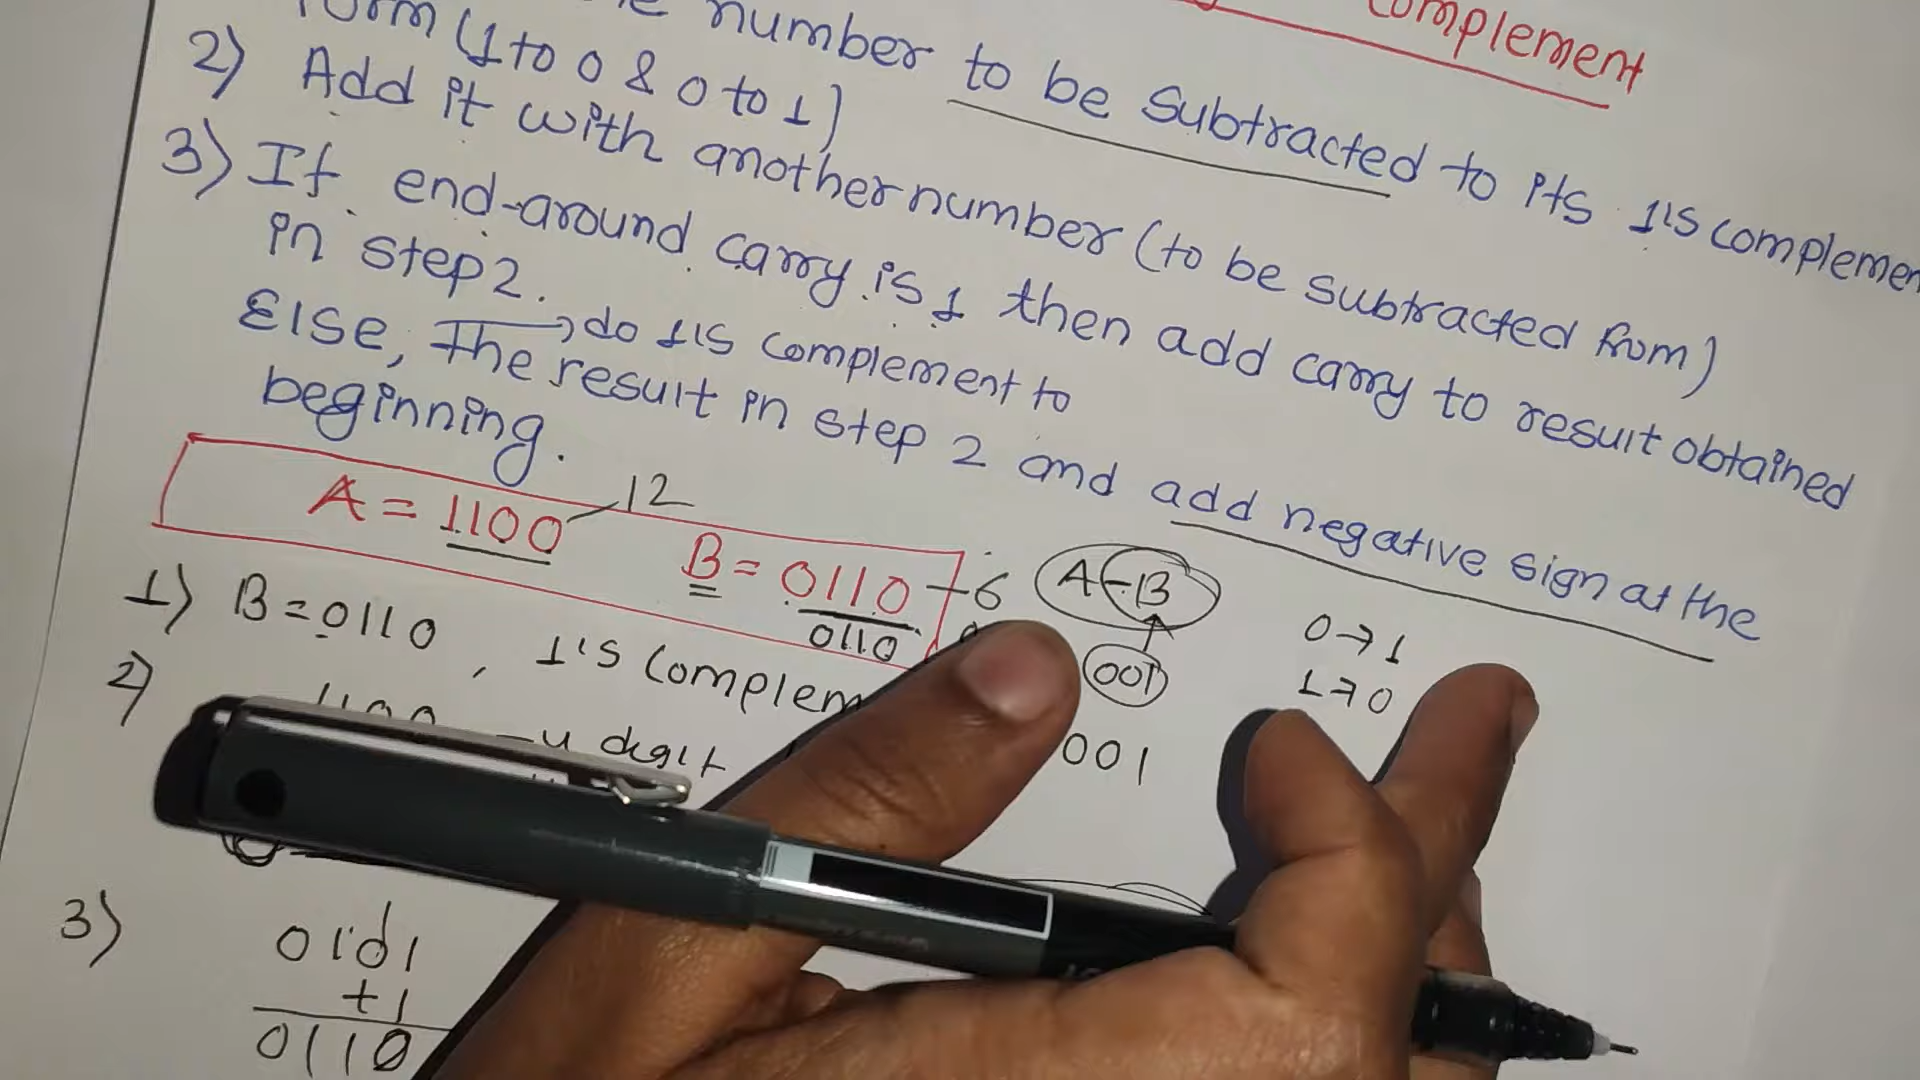 complement
number to be subtracted to its 1's complemen
form (1 to 0 & 0 to 1)
2) Add it with another number (to be subtracted from)
3) If end-around carry is 1 then add carry to result obtained
in step 2.
Else, The → do 1's complement to
result in step 2 and add negative sign at the
beginning.
A = 1100 12 B = 0110 - 6
0110
A - B
001
0 → 1
1 → 0
1) B = 0110 , 1's Complem
001
2) 1100 - 4 digit
3) 0101
+1
0110